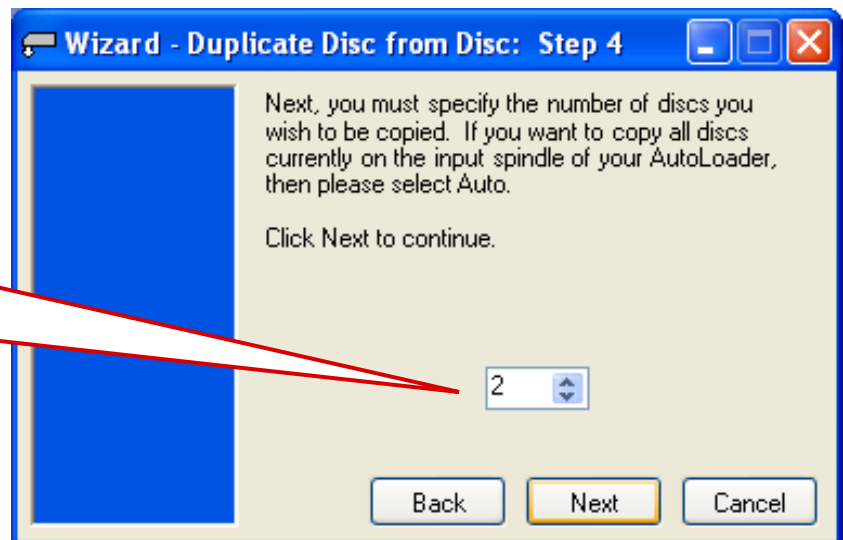 Wizard - Duplicate Disc from Disc:  Step 4
Next, you must specify the number of discs you
wish to be copied.  If you want to copy all discs
currently on the input spindle of your AutoLoader,
then please select Auto.
Click Next to continue.
2
Back
Next
Cancel